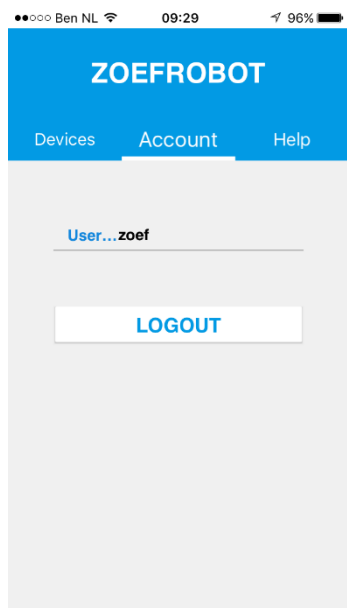 Ben NL 09:29 96%
ZOEFROBOT
Devices Account Help
User...zoef
LOGOUT